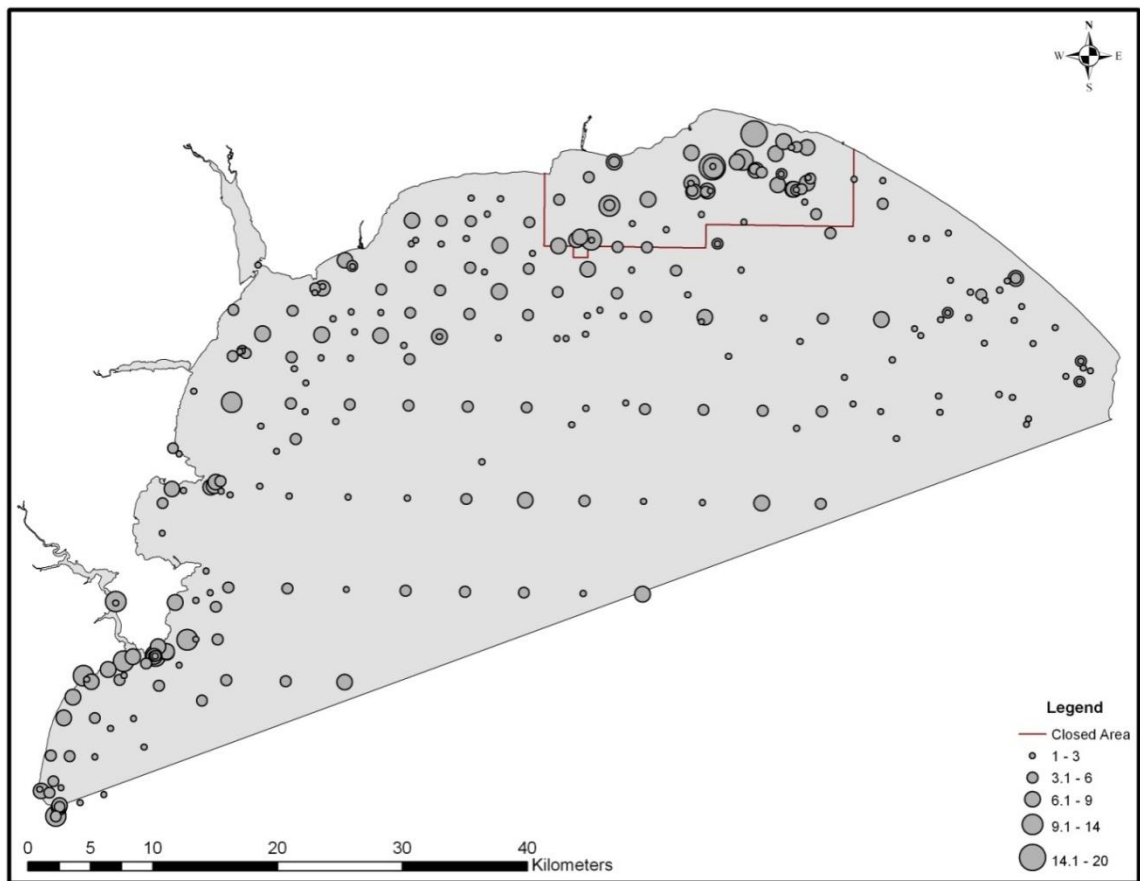 N
W E
S
Legend
Closed Area
1 - 3
3.1 - 6
6.1 - 9
9.1 - 14
14.1 - 20
0 5 10 20 30 40
Kilometers